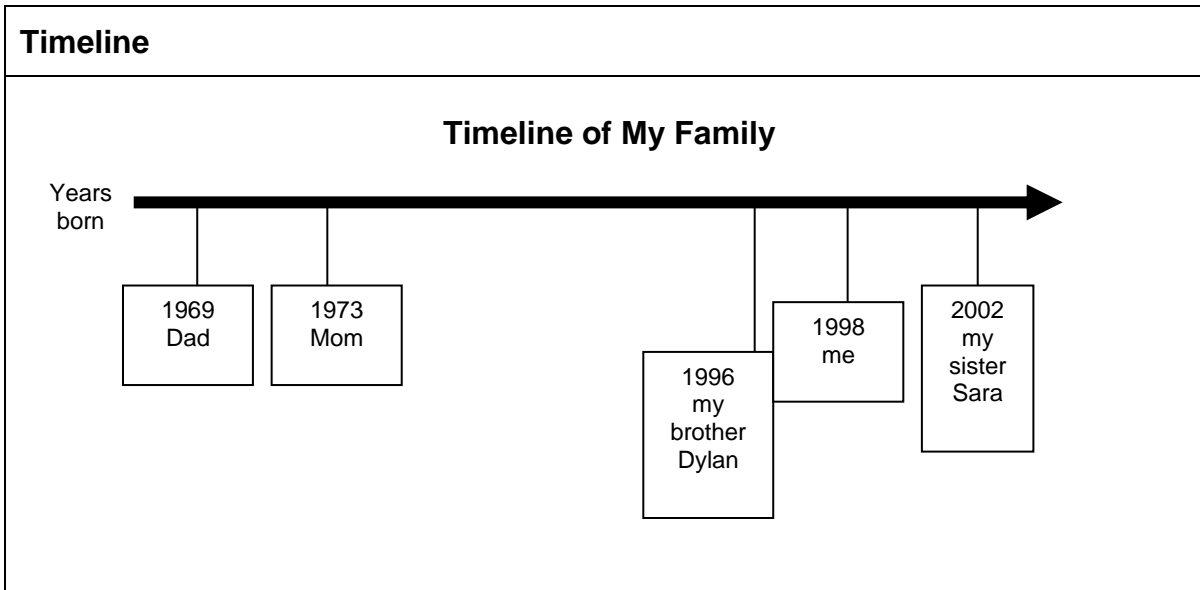 Timeline
Timeline of My Family
Years
born
1969
Dad
1973
Mom
1996
my
brother
Dylan
1998
me
2002
my
sister
Sara